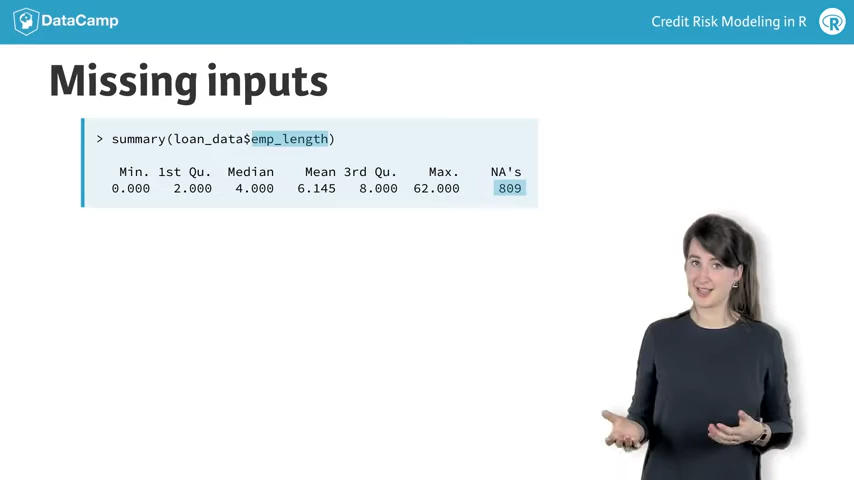 DataCamp
Credit Risk Modeling in R
R
Missing inputs
> summary(loan_data$emp_length)
Min. 1st Qu. Median Mean 3rd Qu. Max. NA's
0.000 2.000 4.000 6.145 8.000 62.000 809